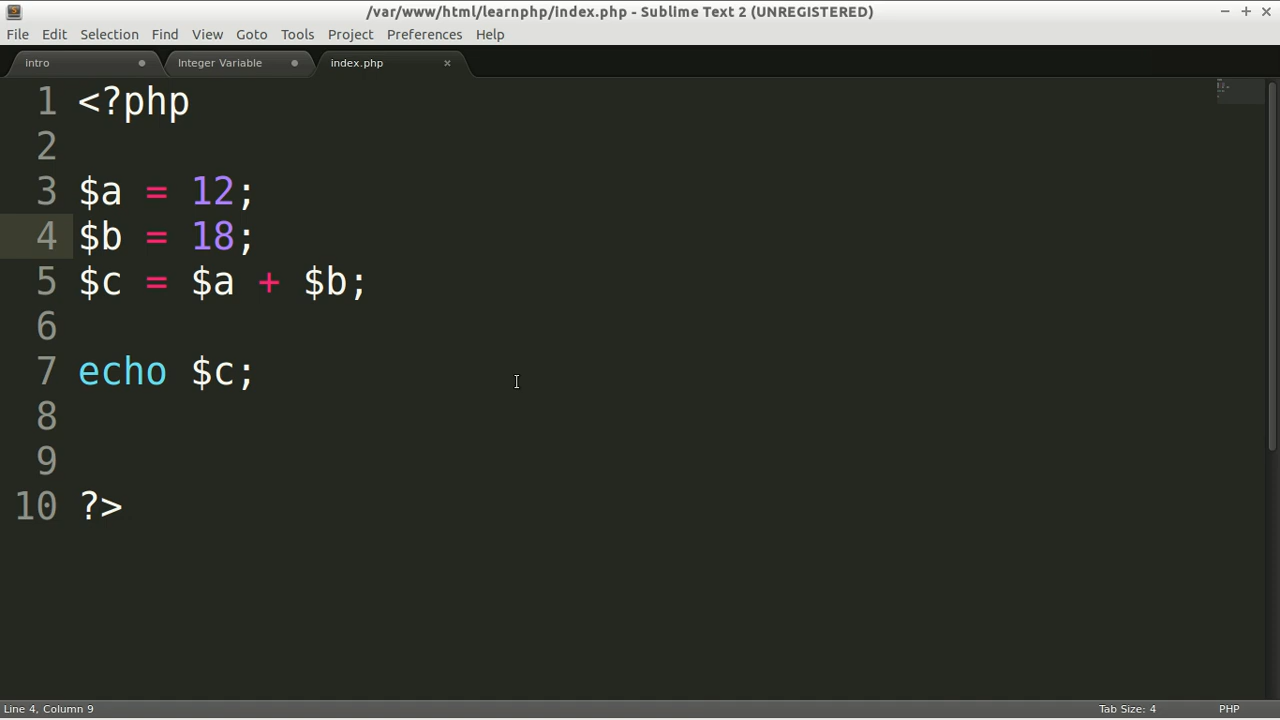 /var/www/html/learnphp/index.php - Sublime Text 2 (UNREGISTERED)
File Edit Selection Find View Goto Tools Project Preferences Help
intro Integer Variable index.php
1 <?php
2
3 $a = 12;
4 $b = 18;
5 $c = $a + $b;
6
7 echo $c;
8
9
10 ?>
Line 4, Column 9 Tab Size: 4 PHP